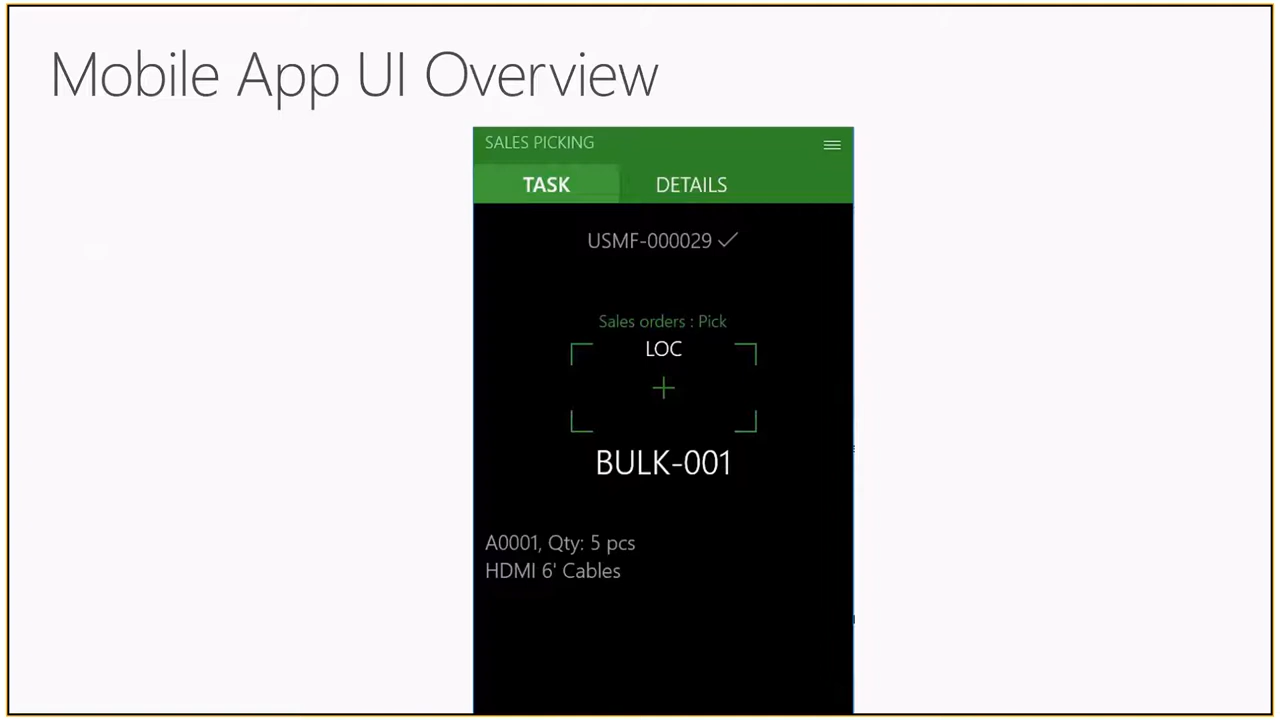 Mobile App UI Overview
SALES PICKING
TASK DETAILS
USMF-000029
Sales orders : Pick
LOC
BULK-001
A0001, Qty: 5 pcs
HDMI 6' Cables